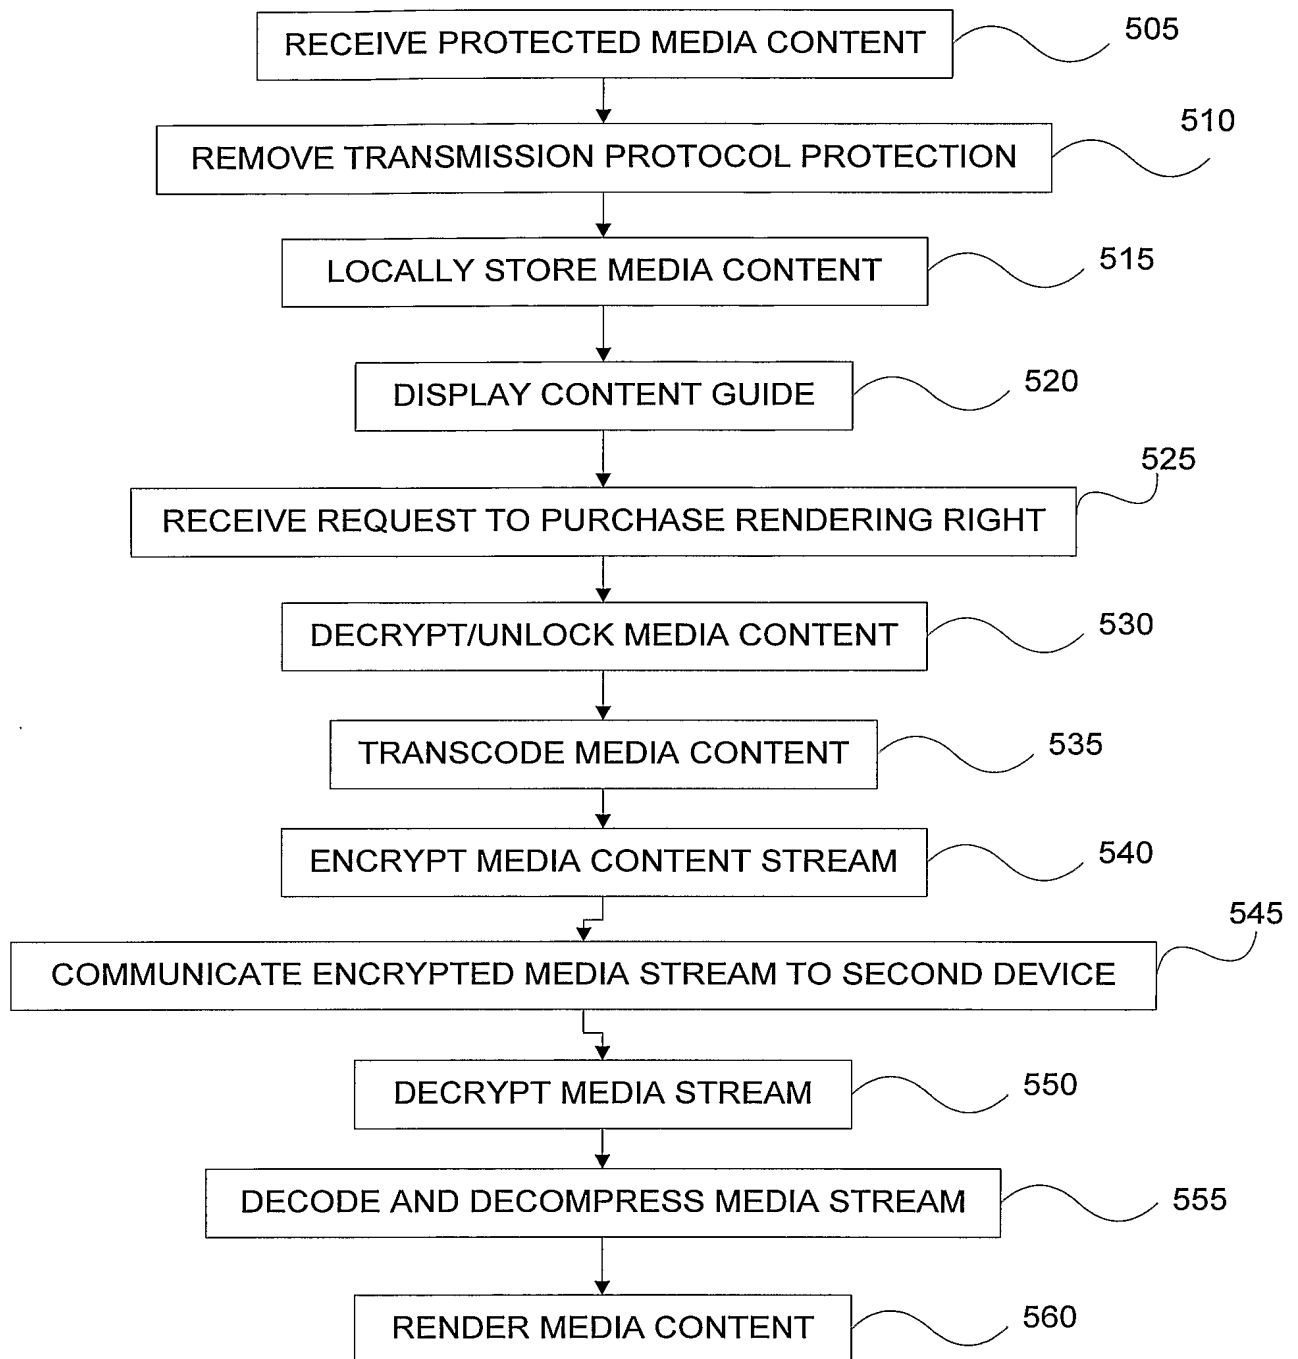 RECEIVE PROTECTED MEDIA CONTENT 505
REMOVE TRANSMISSION PROTOCOL PROTECTION 510
LOCALLY STORE MEDIA CONTENT 515
DISPLAY CONTENT GUIDE 520
RECEIVE REQUEST TO PURCHASE RENDERING RIGHT 525
DECRYPT/UNLOCK MEDIA CONTENT 530
TRANSCODE MEDIA CONTENT 535
ENCRYPT MEDIA CONTENT STREAM 540
COMMUNICATE ENCRYPTED MEDIA STREAM TO SECOND DEVICE 545
DECRYPT MEDIA STREAM 550
DECODE AND DECOMPRESS MEDIA STREAM 555
RENDER MEDIA CONTENT 560